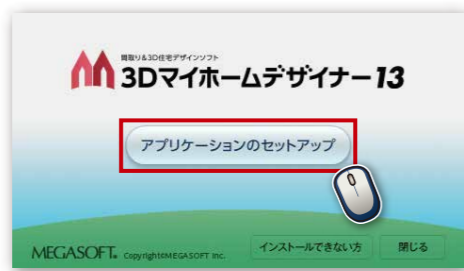 間取り&3D住宅デザインソフト
3Dマイホームデザイナー13
アプリケーションのセットアップ
MEGASOFT. Copyright©MEGASOFT Inc.
インストールできない方
閉じる